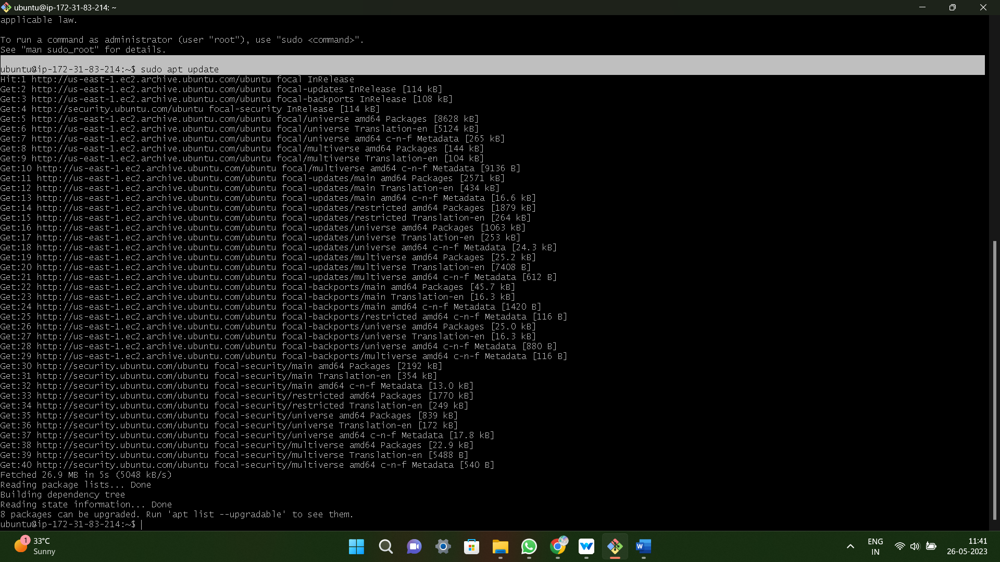 ubuntu@ip-172-31-83-214: ~
applicable law.
To run a command as administrator (user "root"), use "sudo <command>".
See "man sudo_root" for details.
ubuntu@ip-172-31-83-214:~$ sudo apt update
Hit:1 http://us-east-1.ec2.archive.ubuntu.com/ubuntu focal InRelease
Get:2 http://us-east-1.ec2.archive.ubuntu.com/ubuntu focal-updates InRelease [114 kB]
Get:3 http://us-east-1.ec2.archive.ubuntu.com/ubuntu focal-backports InRelease [108 kB]
Get:4 http://security.ubuntu.com/ubuntu focal-security InRelease [114 kB]
Get:5 http://us-east-1.ec2.archive.ubuntu.com/ubuntu focal/universe amd64 Packages [8628 kB]
Get:6 http://us-east-1.ec2.archive.ubuntu.com/ubuntu focal/universe Translation-en [5124 kB]
Get:7 http://us-east-1.ec2.archive.ubuntu.com/ubuntu focal/universe amd64 c-n-f Metadata [265 kB]
Get:8 http://us-east-1.ec2.archive.ubuntu.com/ubuntu focal/multiverse amd64 Packages [144 kB]
Get:9 http://us-east-1.ec2.archive.ubuntu.com/ubuntu focal/multiverse Translation-en [104 kB]
Get:10 http://us-east-1.ec2.archive.ubuntu.com/ubuntu focal/multiverse amd64 c-n-f Metadata [9136 B]
Get:11 http://us-east-1.ec2.archive.ubuntu.com/ubuntu focal-updates/main amd64 Packages [2571 kB]
Get:12 http://us-east-1.ec2.archive.ubuntu.com/ubuntu focal-updates/main Translation-en [434 kB]
Get:13 http://us-east-1.ec2.archive.ubuntu.com/ubuntu focal-updates/main amd64 c-n-f Metadata [16.6 kB]
Get:14 http://us-east-1.ec2.archive.ubuntu.com/ubuntu focal-updates/restricted amd64 Packages [1879 kB]
Get:15 http://us-east-1.ec2.archive.ubuntu.com/ubuntu focal-updates/restricted Translation-en [264 kB]
Get:16 http://us-east-1.ec2.archive.ubuntu.com/ubuntu focal-updates/universe amd64 Packages [1063 kB]
Get:17 http://us-east-1.ec2.archive.ubuntu.com/ubuntu focal-updates/universe Translation-en [253 kB]
Get:18 http://us-east-1.ec2.archive.ubuntu.com/ubuntu focal-updates/universe amd64 c-n-f Metadata [24.3 kB]
Get:19 http://us-east-1.ec2.archive.ubuntu.com/ubuntu focal-updates/multiverse amd64 Packages [25.2 kB]
Get:20 http://us-east-1.ec2.archive.ubuntu.com/ubuntu focal-updates/multiverse Translation-en [7408 B]
Get:21 http://us-east-1.ec2.archive.ubuntu.com/ubuntu focal-updates/multiverse amd64 c-n-f Metadata [612 B]
Get:22 http://us-east-1.ec2.archive.ubuntu.com/ubuntu focal-backports/main amd64 Packages [45.7 kB]
Get:23 http://us-east-1.ec2.archive.ubuntu.com/ubuntu focal-backports/main Translation-en [16.3 kB]
Get:24 http://us-east-1.ec2.archive.ubuntu.com/ubuntu focal-backports/main amd64 c-n-f Metadata [1420 B]
Get:25 http://us-east-1.ec2.archive.ubuntu.com/ubuntu focal-backports/restricted amd64 c-n-f Metadata [116 B]
Get:26 http://us-east-1.ec2.archive.ubuntu.com/ubuntu focal-backports/universe amd64 Packages [25.0 kB]
Get:27 http://us-east-1.ec2.archive.ubuntu.com/ubuntu focal-backports/universe Translation-en [16.3 kB]
Get:28 http://us-east-1.ec2.archive.ubuntu.com/ubuntu focal-backports/universe amd64 c-n-f Metadata [880 B]
Get:29 http://us-east-1.ec2.archive.ubuntu.com/ubuntu focal-backports/multiverse amd64 c-n-f Metadata [116 B]
Get:30 http://security.ubuntu.com/ubuntu focal-security/main amd64 Packages [2192 kB]
Get:31 http://security.ubuntu.com/ubuntu focal-security/main Translation-en [354 kB]
Get:32 http://security.ubuntu.com/ubuntu focal-security/main amd64 c-n-f Metadata [13.0 kB]
Get:33 http://security.ubuntu.com/ubuntu focal-security/restricted amd64 Packages [1770 kB]
Get:34 http://security.ubuntu.com/ubuntu focal-security/restricted Translation-en [249 kB]
Get:35 http://security.ubuntu.com/ubuntu focal-security/universe amd64 Packages [839 kB]
Get:36 http://security.ubuntu.com/ubuntu focal-security/universe Translation-en [172 kB]
Get:37 http://security.ubuntu.com/ubuntu focal-security/universe amd64 c-n-f Metadata [17.8 kB]
Get:38 http://security.ubuntu.com/ubuntu focal-security/multiverse amd64 Packages [22.9 kB]
Get:39 http://security.ubuntu.com/ubuntu focal-security/multiverse Translation-en [5488 B]
Get:40 http://security.ubuntu.com/ubuntu focal-security/multiverse amd64 c-n-f Metadata [540 B]
Fetched 26.9 MB in 5s (5048 kB/s)
Reading package lists... Done
Building dependency tree
Reading state information... Done
8 packages can be upgraded. Run 'apt list --upgradable' to see them.
ubuntu@ip-172-31-83-214:~$
1
33°C
Sunny
W
ENG
IN
11:41
26-05-2023